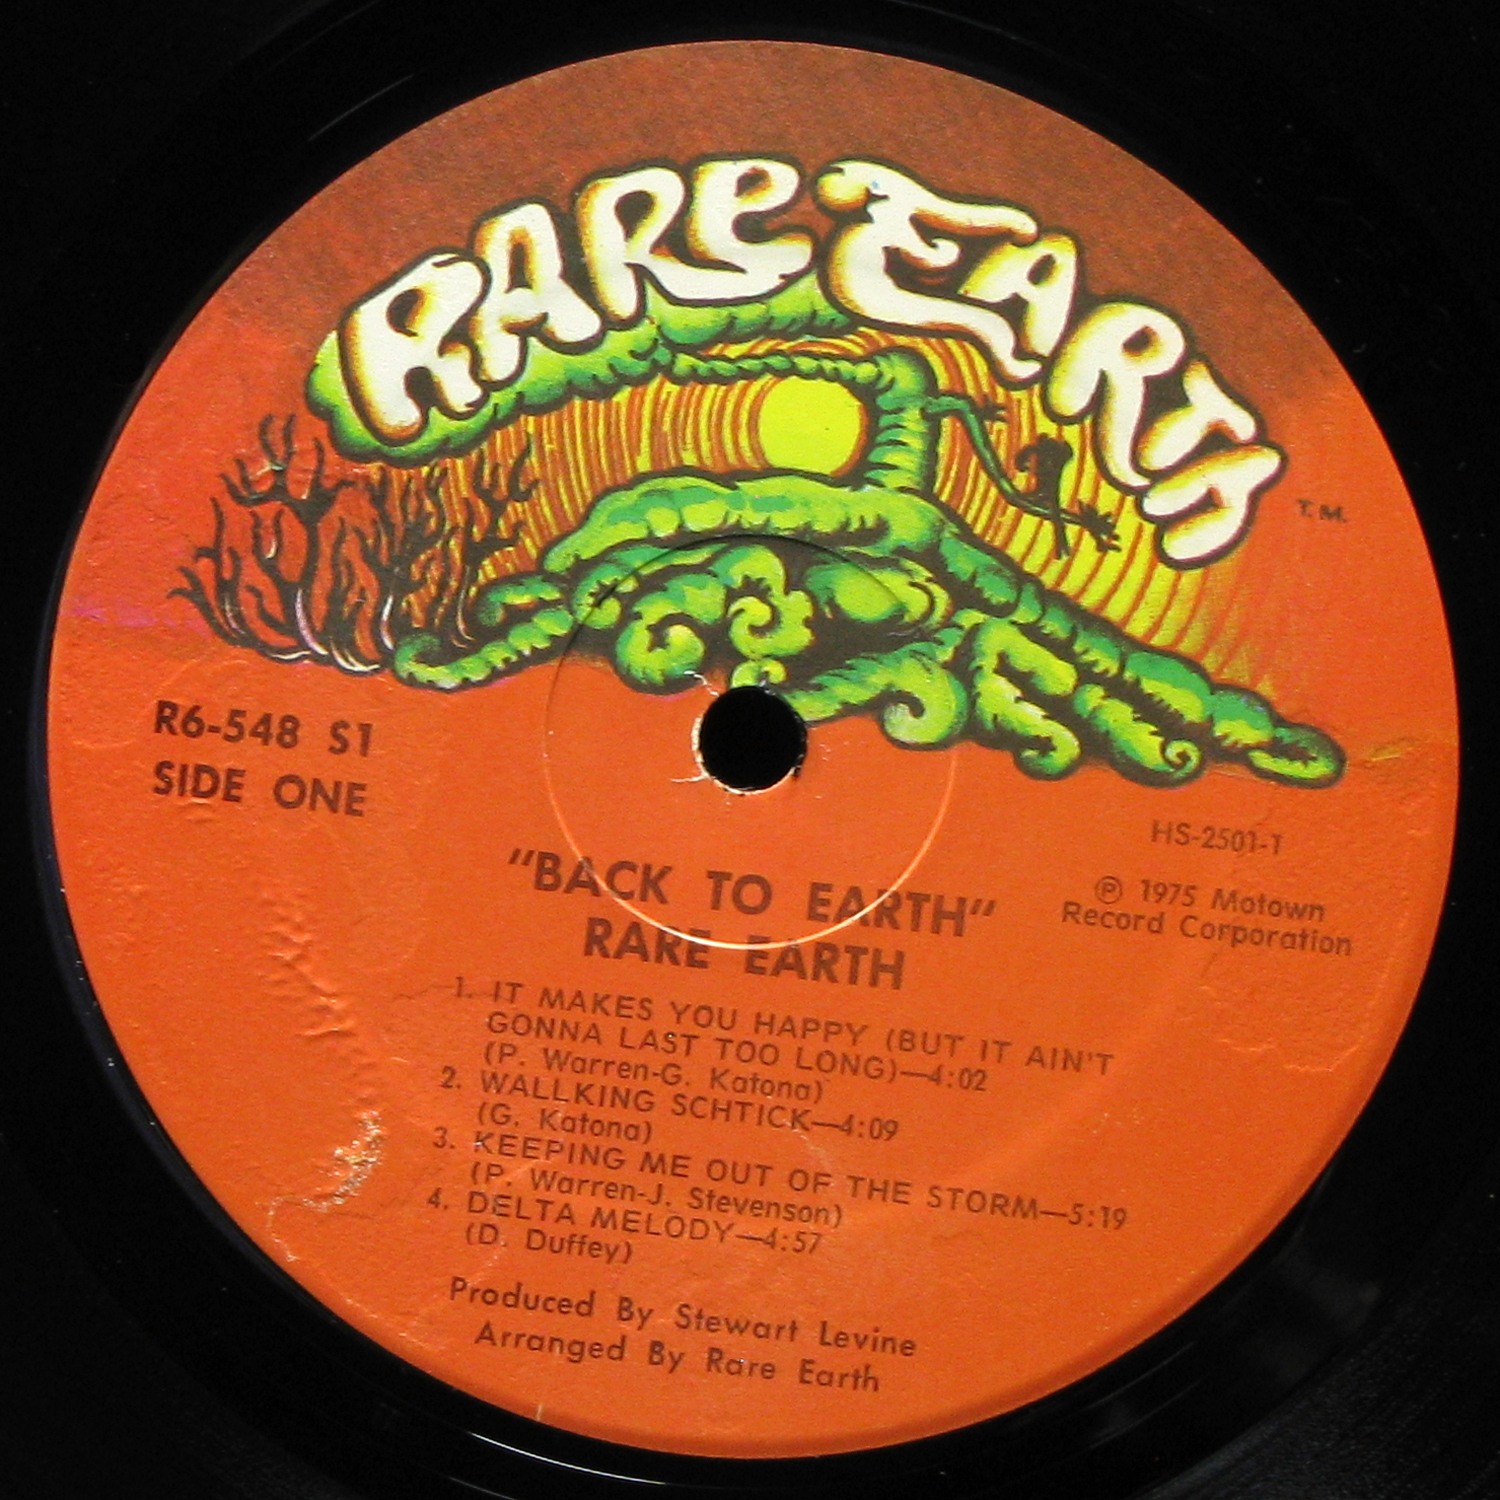 RARE EARTH
T.M.
R6-548 S1
SIDE ONE
HS-2501-1
℗ 1975 Motown
Record Corporation
"BACK TO EARTH"
RARE EARTH
1. IT MAKES YOU HAPPY (BUT IT AIN'T
GONNA LAST TOO LONG)—4:02
(P. Warren-G. Katona)
2. WALLKING SCHTICK—4:09
(G. Katona)
3. KEEPING ME OUT OF THE STORM—5:19
(P. Warren-J. Stevenson)
4. DELTA MELODY—4:57
(D. Duffey)
Produced By Stewart Levine
Arranged By Rare Earth